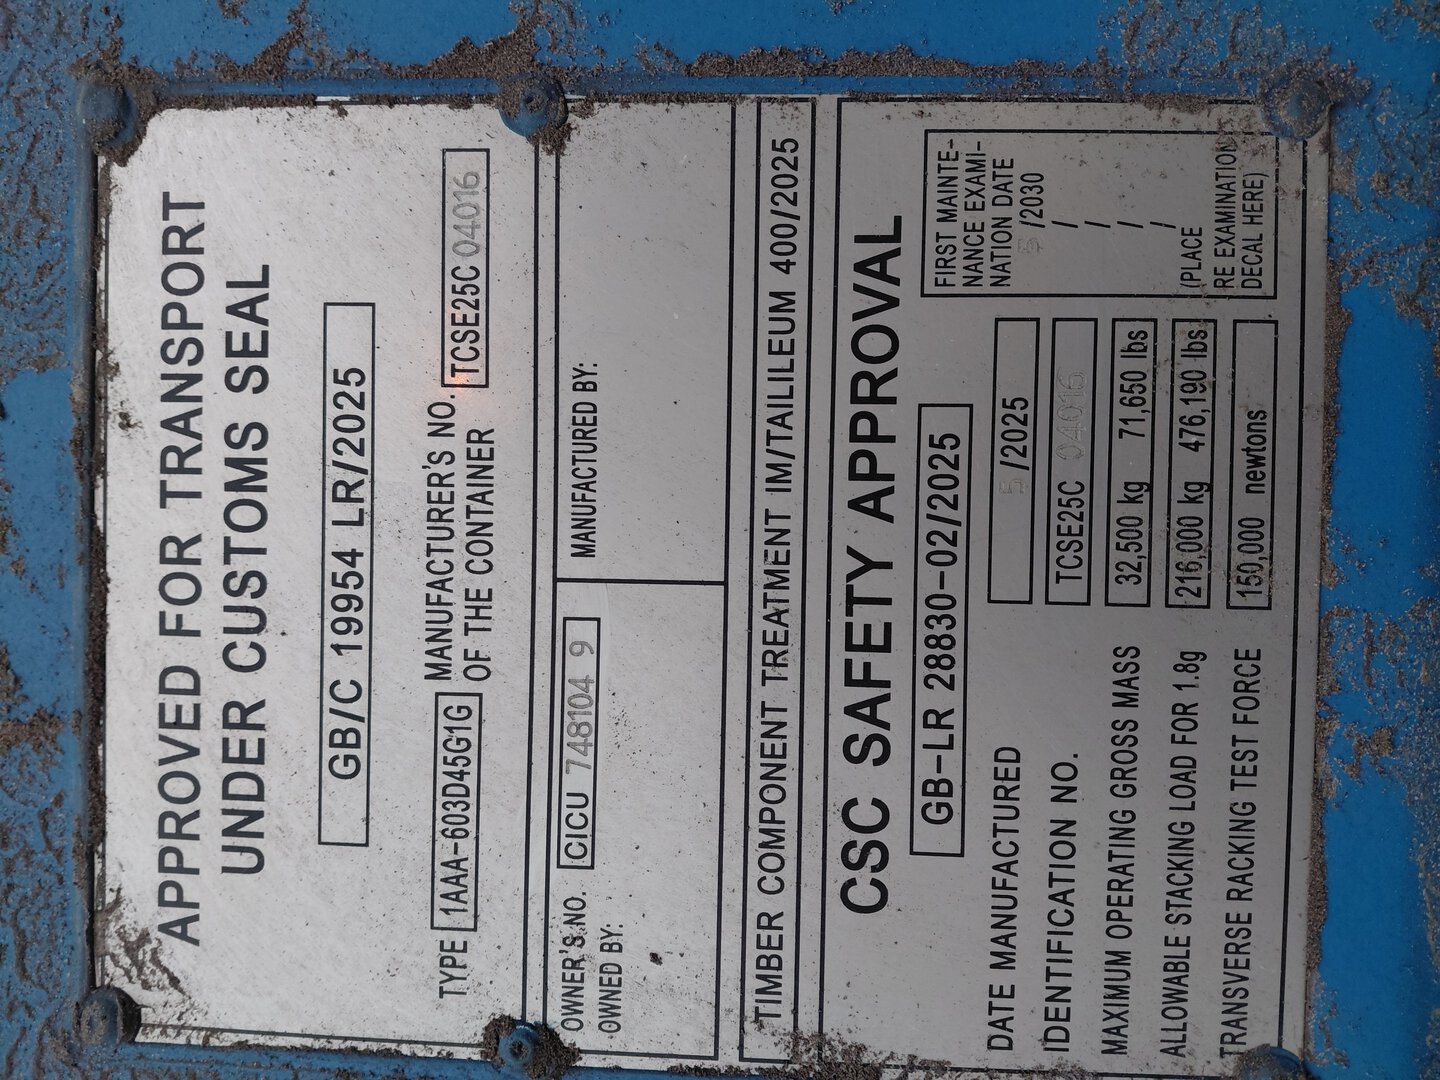 APPROVED FOR TRANSPORT
UNDER CUSTOMS SEAL
GB/C 19954 LR/2025
TYPE 1AAA-603D45G1G MANUFACTURER'S NO.
OF THE CONTAINER TCSE25C 04016
OWNER'S NO. CICU 748104 9
OWNED BY:
MANUFACTURED BY:
TIMBER COMPONENT TREATMENT IM/TAILILEUM 400/2025
CSC SAFETY APPROVAL
GB-LR 28830-02/2025
DATE MANUFACTURED 5 /2025
IDENTIFICATION NO. TCSE25C 04016
MAXIMUM OPERATING GROSS MASS 32,500 kg 71,650 lbs
ALLOWABLE STACKING LOAD FOR 1.8g 216,000 kg 476,190 lbs
TRANSVERSE RACKING TEST FORCE 150,000 newtons
FIRST MAINTE-
NANCE EXAMI-
NATION DATE
5 /2030
/
/
/
/
(PLACE
RE EXAMINATION
DECAL HERE)